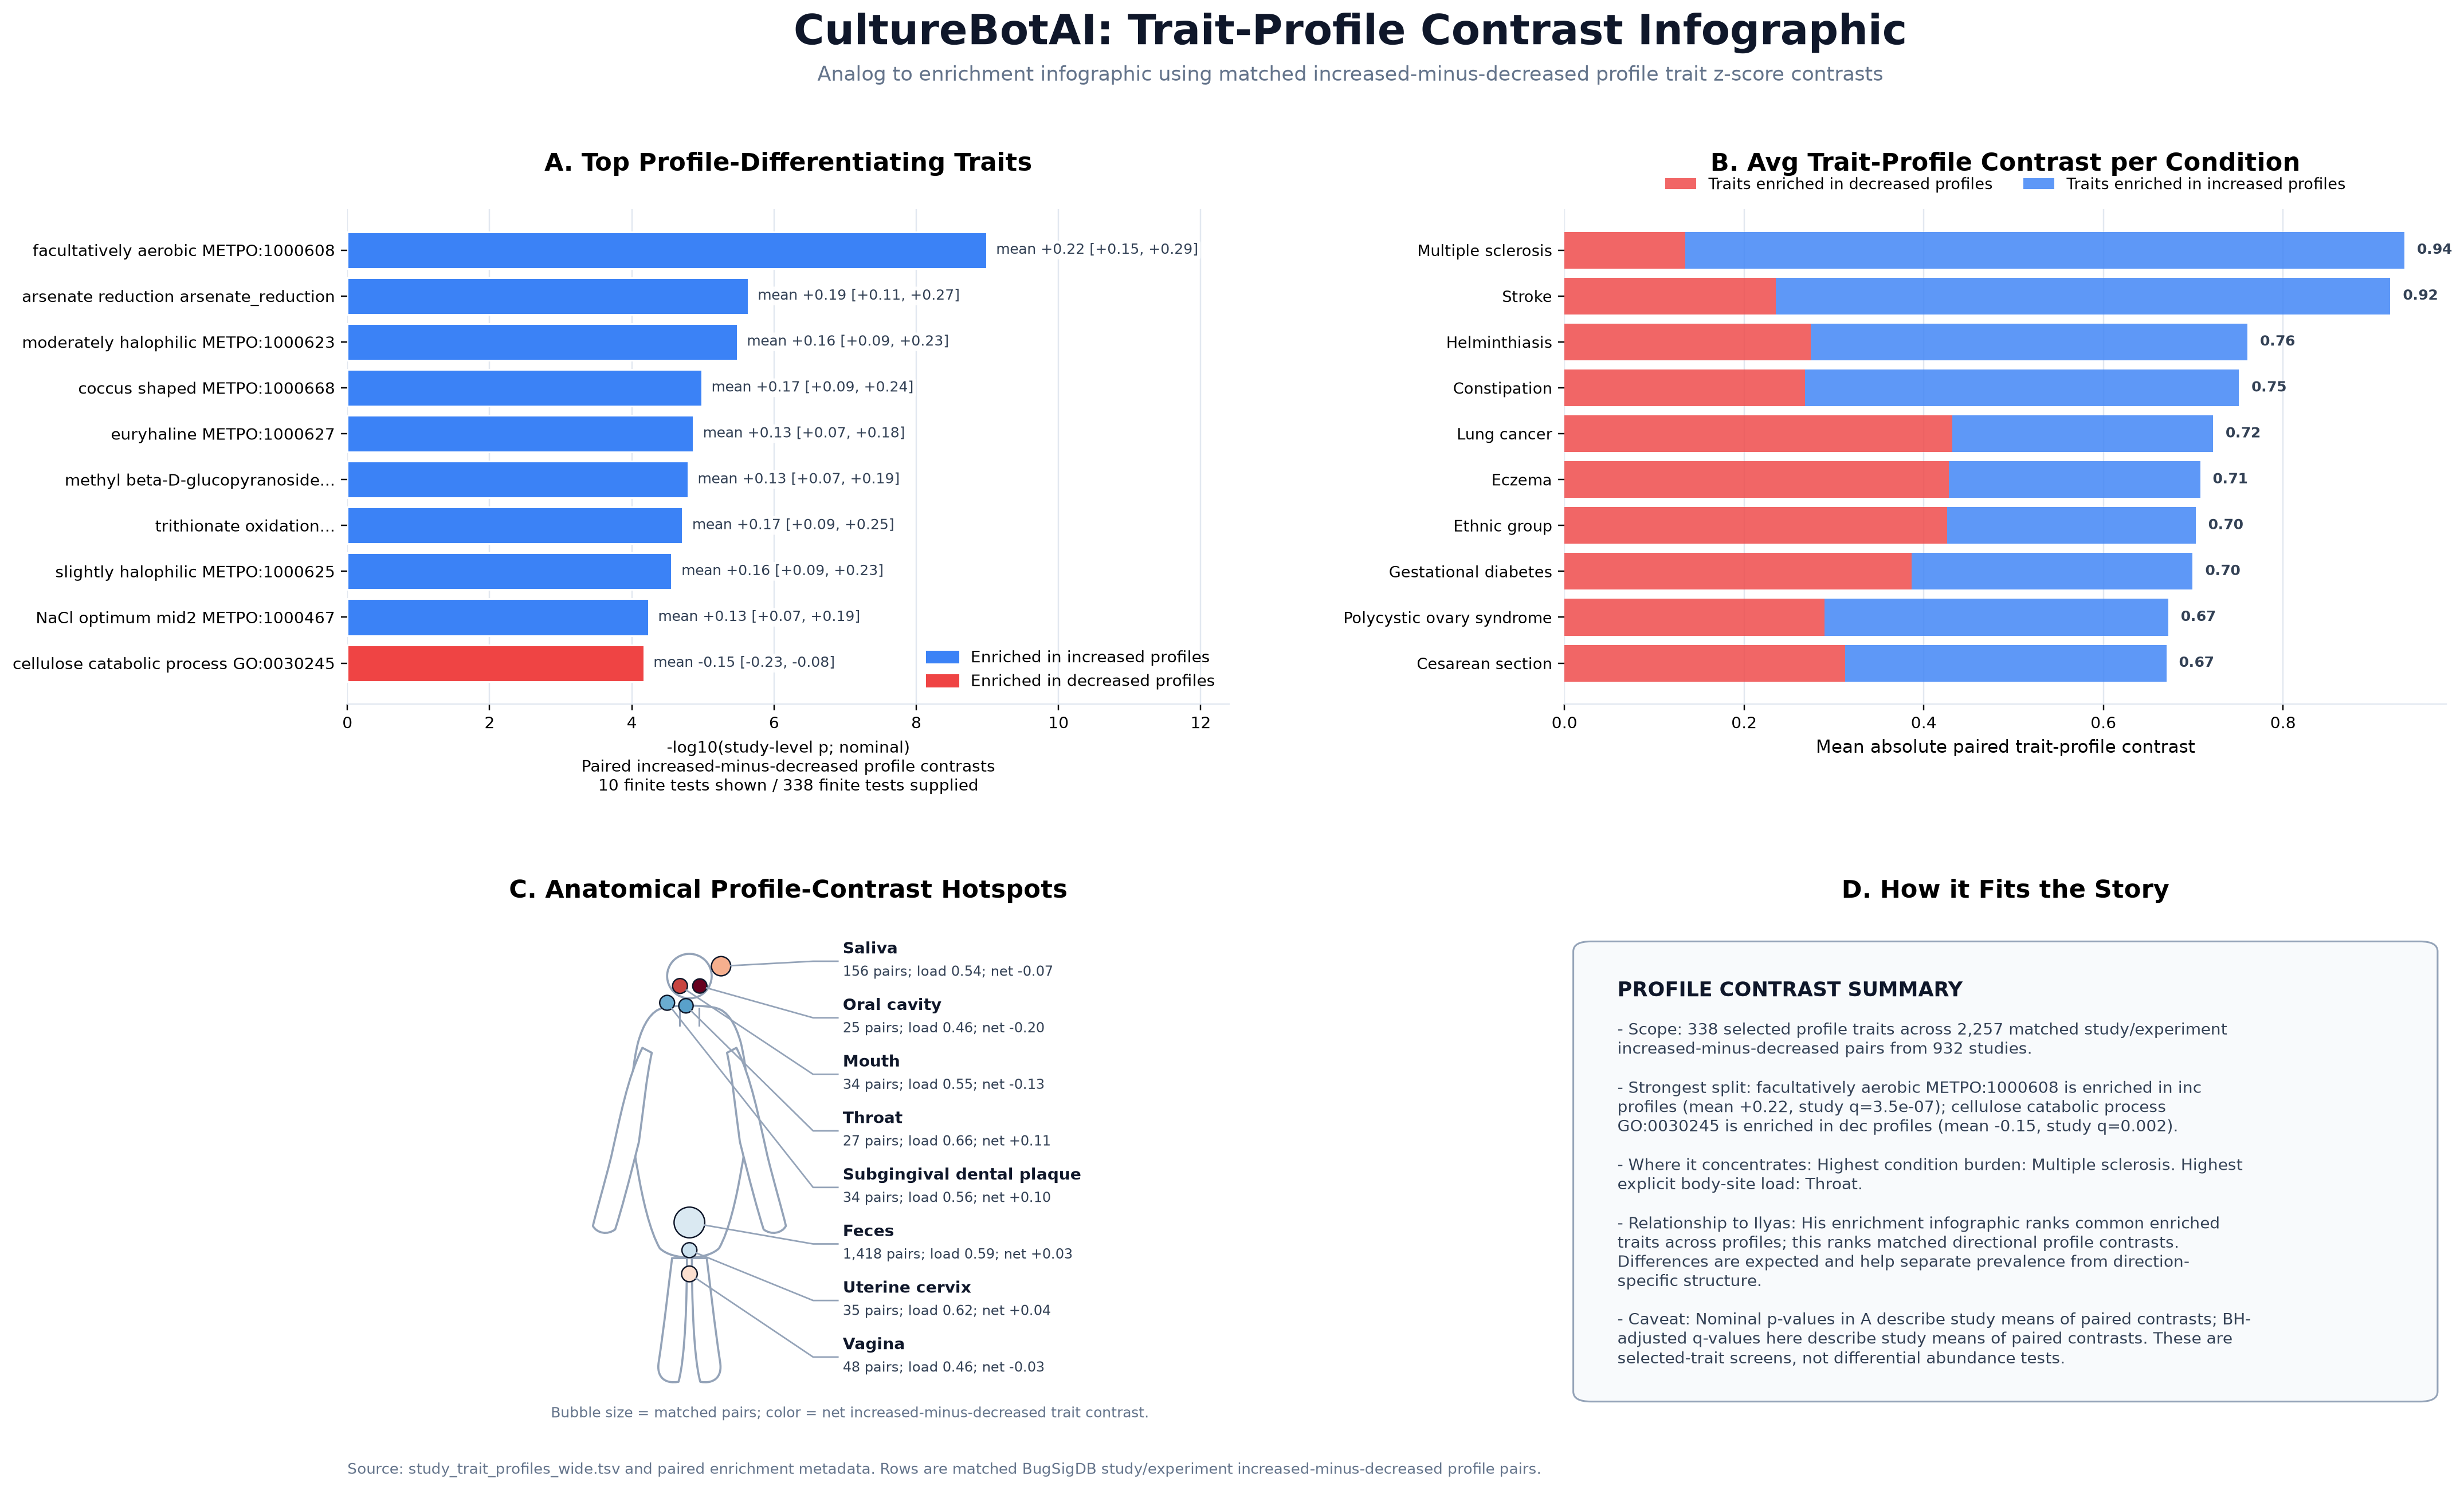 CultureBotAI: Trait-Profile Contrast Infographic
Analog to enrichment infographic using matched increased-minus-decreased profile trait z-score contrasts
A. Top Profile-Differentiating Traits
facultatively aerobic METPO:1000608
mean +0.22 [+0.15, +0.29]
arsenate reduction arsenate_reduction
mean +0.19 [+0.11, +0.27]
moderately halophilic METPO:1000623
mean +0.16 [+0.09, +0.23]
coccus shaped METPO:1000668
mean +0.17 [+0.09, +0.24]
euryhaline METPO:1000627
mean +0.13 [+0.07, +0.18]
methyl beta-D-glucopyranoside...
mean +0.13 [+0.07, +0.19]
trithionate oxidation...
mean +0.17 [+0.09, +0.25]
slightly halophilic METPO:1000625
mean +0.16 [+0.09, +0.23]
NaCl optimum mid2 METPO:1000467
mean +0.13 [+0.07, +0.19]
cellulose catabolic process GO:0030245
mean -0.15 [-0.23, -0.08]
Enriched in increased profiles
Enriched in decreased profiles
0 2 4 6 8 10 12
-log10(study-level p; nominal)
Paired increased-minus-decreased profile contrasts
10 finite tests shown / 338 finite tests supplied
B. Avg Trait-Profile Contrast per Condition
Traits enriched in decreased profiles Traits enriched in increased profiles
Multiple sclerosis 0.94
Stroke 0.92
Helminthiasis 0.76
Constipation 0.75
Lung cancer 0.72
Eczema 0.71
Ethnic group 0.70
Gestational diabetes 0.70
Polycystic ovary syndrome 0.67
Cesarean section 0.67
0.0 0.2 0.4 0.6 0.8
Mean absolute paired trait-profile contrast
C. Anatomical Profile-Contrast Hotspots
Saliva
156 pairs; load 0.54; net -0.07
Oral cavity
25 pairs; load 0.46; net -0.20
Mouth
34 pairs; load 0.55; net -0.13
Throat
27 pairs; load 0.66; net +0.11
Subgingival dental plaque
34 pairs; load 0.56; net +0.10
Feces
1,418 pairs; load 0.59; net +0.03
Uterine cervix
35 pairs; load 0.62; net +0.04
Vagina
48 pairs; load 0.46; net -0.03
Bubble size = matched pairs; color = net increased-minus-decreased trait contrast.
D. How it Fits the Story
PROFILE CONTRAST SUMMARY
- Scope: 338 selected profile traits across 2,257 matched study/experiment
increased-minus-decreased pairs from 932 studies.
- Strongest split: facultatively aerobic METPO:1000608 is enriched in inc
profiles (mean +0.22, study q=3.5e-07); cellulose catabolic process
GO:0030245 is enriched in dec profiles (mean -0.15, study q=0.002).
- Where it concentrates: Highest condition burden: Multiple sclerosis. Highest
explicit body-site load: Throat.
- Relationship to Ilyas: His enrichment infographic ranks common enriched
traits across profiles; this ranks matched directional profile contrasts.
Differences are expected and help separate prevalence from direction-
specific structure.
- Caveat: Nominal p-values in A describe study means of paired contrasts; BH-
adjusted q-values here describe study means of paired contrasts. These are
selected-trait screens, not differential abundance tests.
Source: study_trait_profiles_wide.tsv and paired enrichment metadata. Rows are matched BugSigDB study/experiment increased-minus-decreased profile pairs.